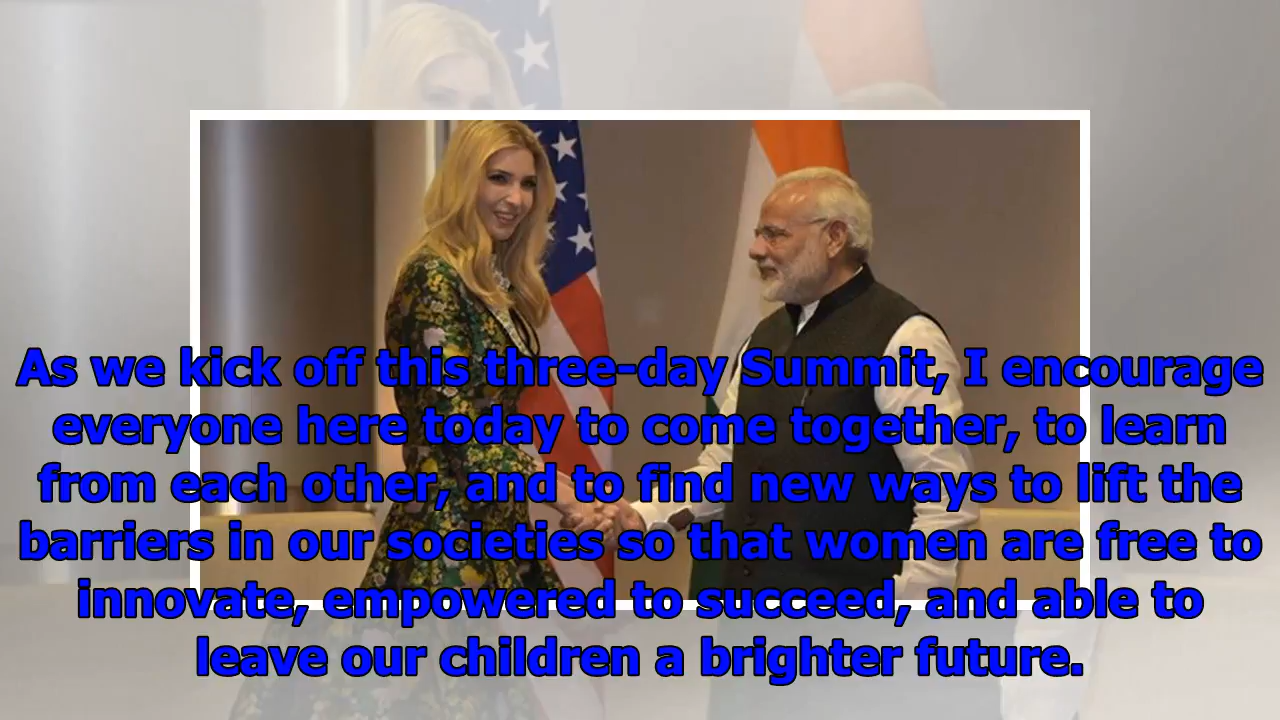 As we kick off this three-day Summit, I encourage
everyone here today to come together, to learn
from each other, and to find new ways to lift the
barriers in our societies so that women are free to
innovate, empowered to succeed, and able to
leave our children a brighter future.